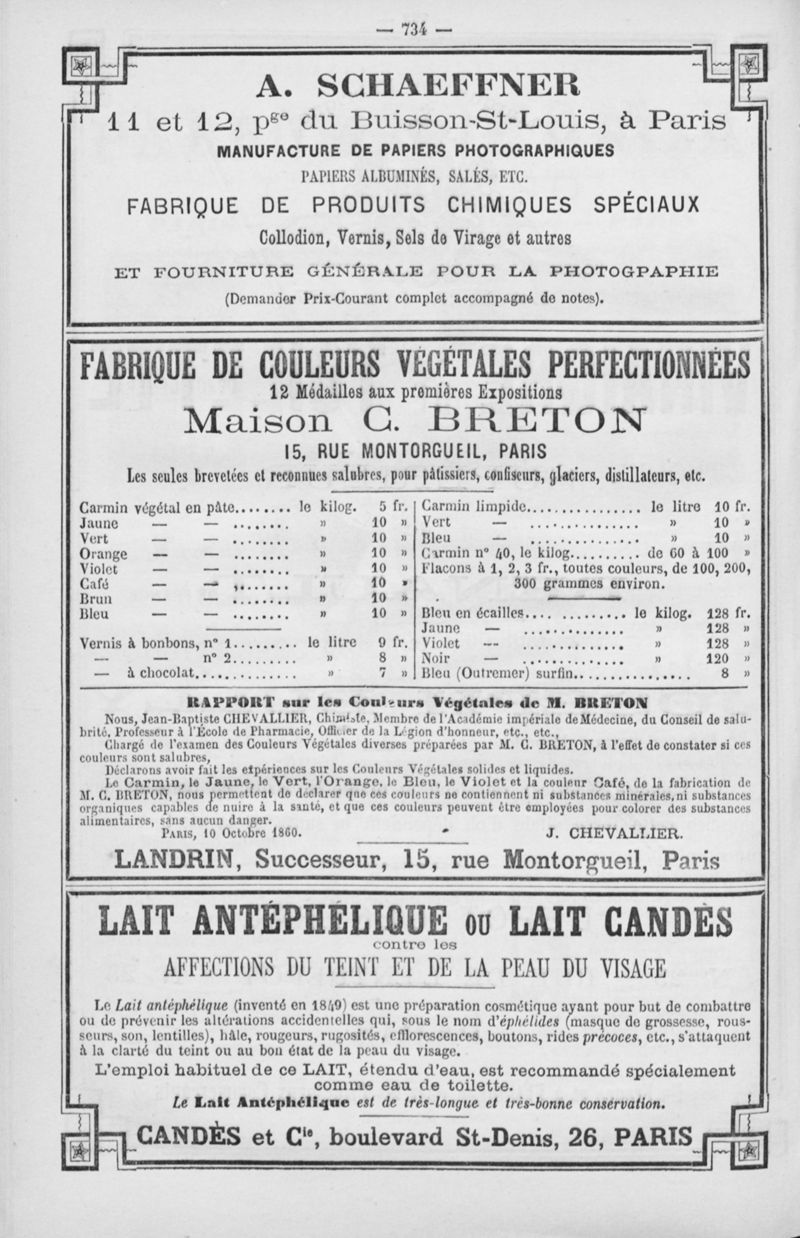 — 734 —
A. SCHAEFFNER
11 et 12, pge du Buisson-St-Louis, à Paris
MANUFACTURE DE PAPIERS PHOTOGRAPHIQUES
PAPIERS ALBUMINÉS, SALÉS, ETC.
FABRIQUE DE PRODUITS CHIMIQUES SPÉCIAUX
Collodion, Vernis, Sels de Virage et autres
ET FOURNITURE GÉNÉRALE POUR LA PHOTOGPAPHIE
(Demander Prix-Courant complet accompagné de notes).
FABRIQUE DE COULEURS VÉGÉTALES PERFECTIONNÉES
12 Médailles aux premières Expositions
Maison C. BRETON
15, RUE MONTORGUEIL, PARIS
Les seules brevetées et reconnues salubres, pour pâtissiers, confiseurs, glaciers, distillateurs, etc.
Carmin végétal en pâte......... le kilog. 5 fr.
Jaune — — ........ » 10 »
Vert — — ........ » 10 »
Orange — — ........ » 10 »
Violet — — ........ » 10 »
Café — — ........ » 10 »
Brun — — ........ » 10 »
Bleu — — ........ » 10 »
Vernis à bonbons, n° 1.......... le litre 9 fr.
— — n° 2.......... » 8 »
— à chocolat............... » 7 »
Carmin limpide................ le litre 10 fr.
Vert — ............... » 10 »
Bleu — ............... » 10 »
Carmin n° 40, le kilog.......... de 60 à 100 »
Flacons à 1, 2, 3 fr., toutes couleurs, de 100, 200,
300 grammes environ.
Bleu en écailles............... le kilog. 128 fr.
Jaune — .............. » 128 »
Violet — .............. » 128 »
Noir — .............. » 120 »
Bleu (Outremer) surfin................. 8 »
RAPPORT sur les Couleurs Végétales de M. BRETON
Nous, Jean-Baptiste CHEVALLIER, Chimiste, Membre de l'Académie impériale de Médecine, du Conseil de salu-
brité, Professeur à l'École de Pharmacie, Officier de la Légion d'honneur, etc., etc.,
Chargé de l'examen des Couleurs Végétales diverses préparées par M. C. BRETON, à l'effet de constater si ces
couleurs sont salubres,
Déclarons avoir fait les expériences sur les Couleurs Végétales solides et liquides.
Le Carmin, le Jaune, le Vert, l'Orange, le Bleu, le Violet et la couleur Café, de la fabrication de
M. C. BRETON, nous permettent de déclarer que ces couleurs ne contiennent ni substances minérales, ni substances
organiques capables de nuire à la santé, et que ces couleurs peuvent être employées pour colorer des substances
alimentaires, sans aucun danger.
PARIS, 10 Octobre 1860. J. CHEVALLIER.
LANDRIN, Successeur, 15, rue Montorgueil, Paris
LAIT ANTÉPHÉLIQUE OU LAIT CANDÈS
contre les
AFFECTIONS DU TEINT ET DE LA PEAU DU VISAGE
Le Lait antéphélique (inventé en 1849) est une préparation cosmétique ayant pour but de combattre
ou de prévenir les altérations accidentelles qui, sous le nom d'éphélides (masque de grossesse, rous-
seurs, son, lentilles), hâle, rougeurs, rugosités, efflorescences, boutons, rides précoces, etc., s'attaquent
à la clarté du teint ou au bon état de la peau du visage.
L'emploi habituel de ce LAIT, étendu d'eau, est recommandé spécialement
comme eau de toilette.
Le Lait Antéphélique est de très-longue et très-bonne conservation.
CANDÈS et Cie, boulevard St-Denis, 26, PARIS